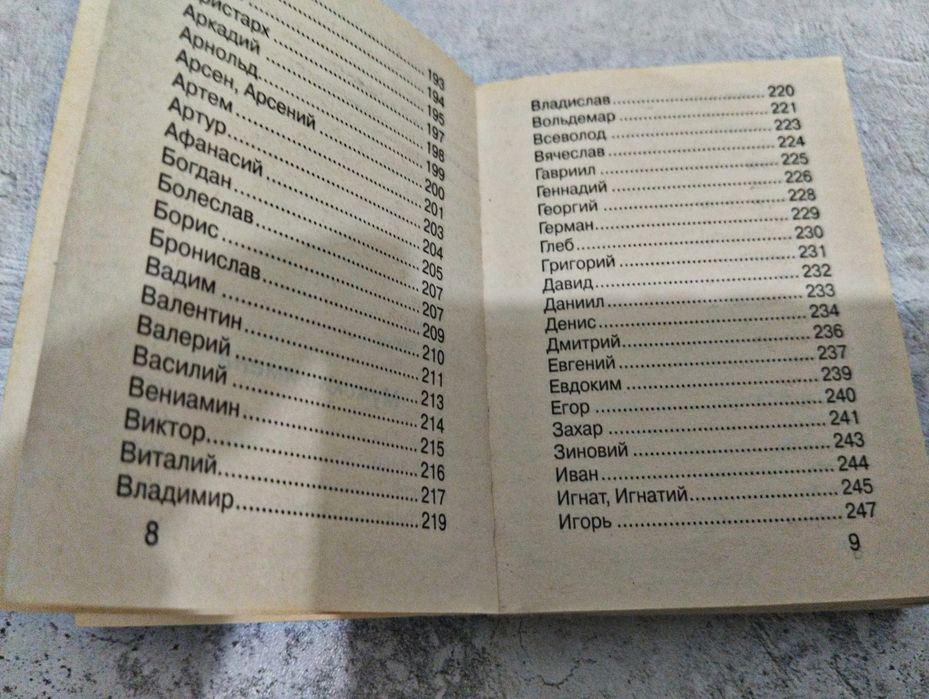 193
194
195
ристарх 197
Аркадий 198
Арнольд 199
Арсен, Арсений 200
Артем 201
Артур 203
Афанасий 204
Богдан 205
Болеслав 207
Борис 207
Бронислав 209
Вадим 210
Валентин 211
Валерий 213
Василий 214
Вениамин 215
Виктор 216
Виталий 217
Владимир 219
8
Владислав 220
Вольдемар 221
Всеволод 223
Вячеслав 224
Гавриил 225
Геннадий 226
Георгий 228
Герман 229
Глеб 230
Григорий 231
Давид 232
Даниил 233
Денис 234
Дмитрий 236
Евгений 237
Евдоким 239
Егор 240
Захар 241
Зиновий 243
Иван 244
Игнат, Игнатий 245
Игорь 247
9